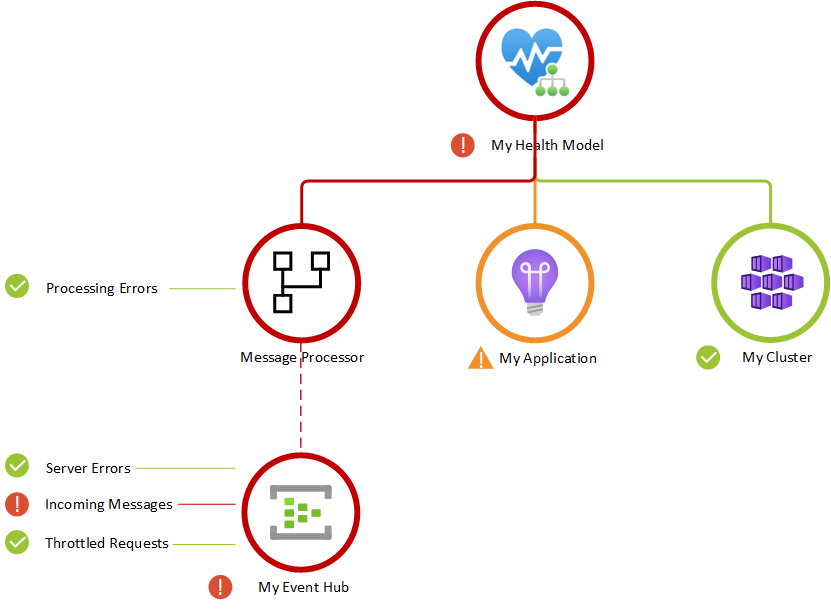 My Health Model
Processing Errors
Message Processor
My Application
My Cluster
Server Errors
Incoming Messages
Throttled Requests
My Event Hub